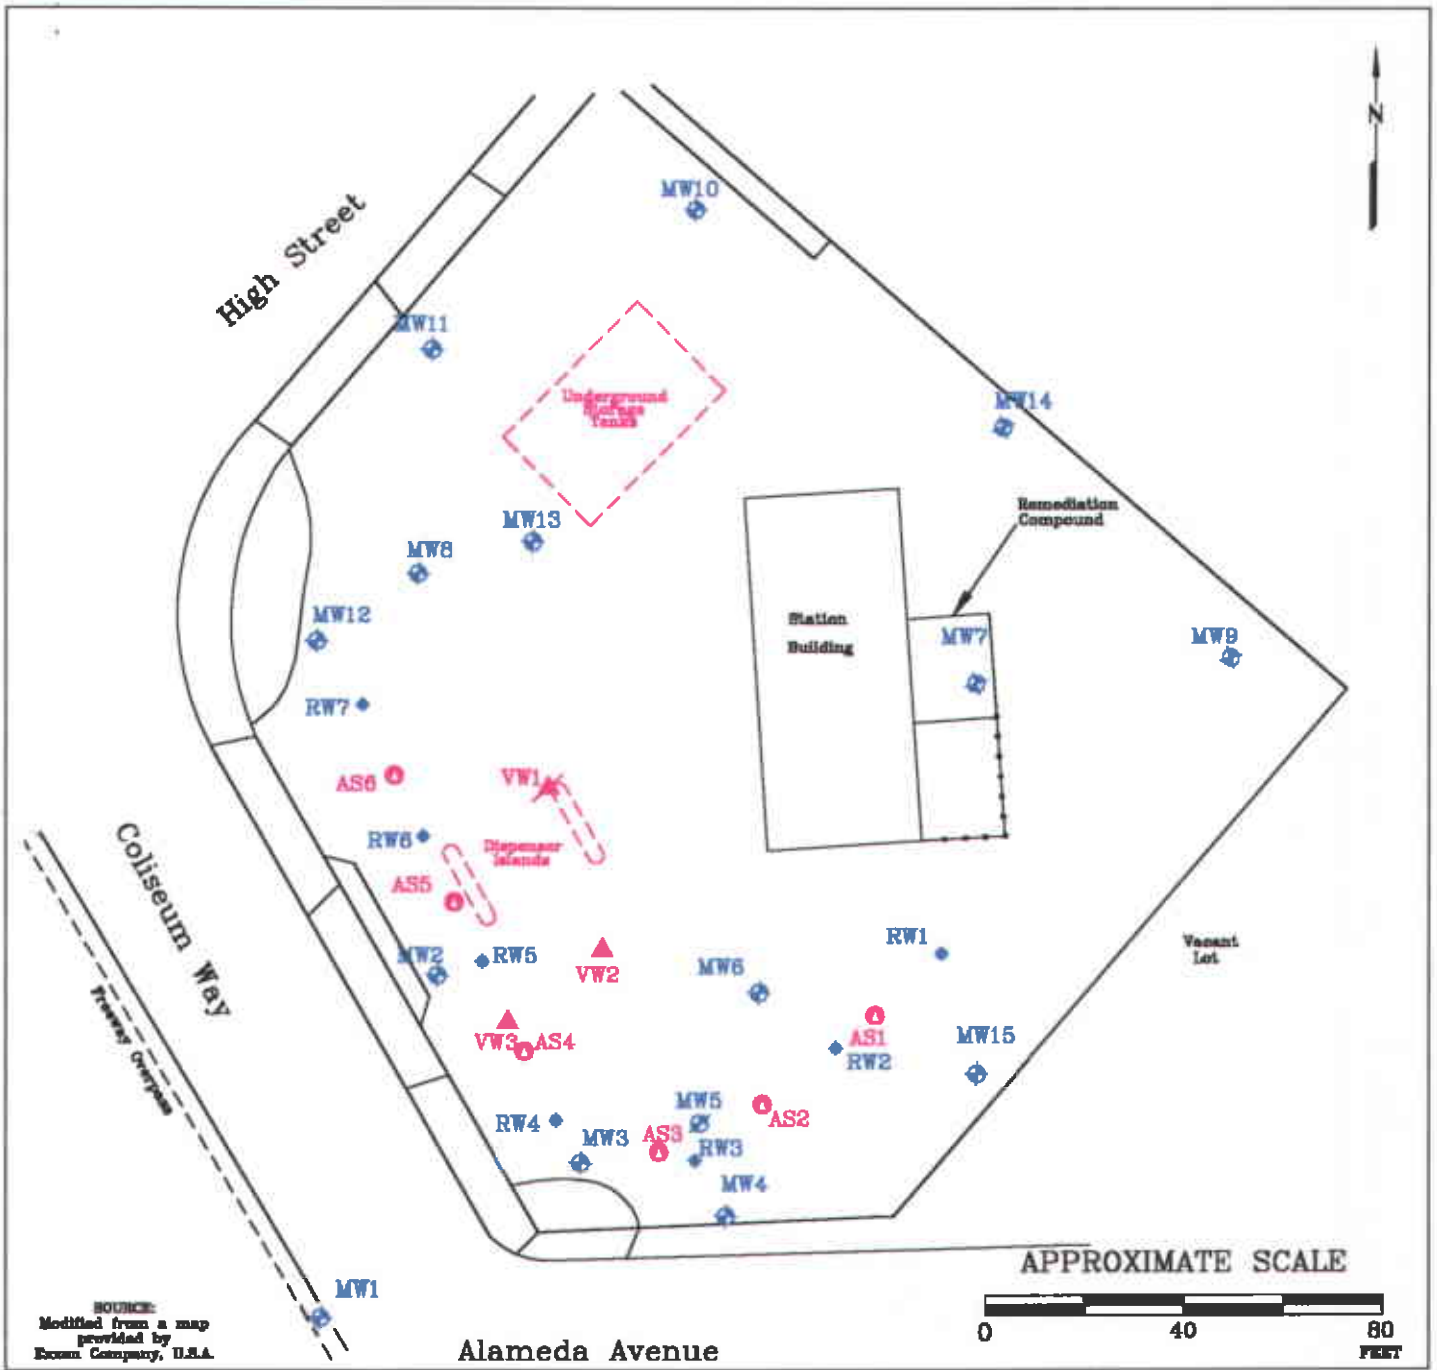 N
MW10
High Street
MW11
Underground
Storage
Tanks
MW14
Remediation
Compound
MW13
MW8
MW12
Station
Building
MW7
MW9
RW7
AS6
VW1
RW6
Dispenser
Islands
AS5
Coliseum Way
Freeway Overpass
MW2
RW5
VW2
MW6
RW1
Vacant
Lot
VW3
AS4
AS1
RW2
MW15
RW4
MW3
MW5
AS3
RW3
AS2
MW4
MW1
APPROXIMATE SCALE
0 40 80
FEET
SOURCE:
Modified from a map
provided by
Exxon Company, U.S.A.
Alameda Avenue